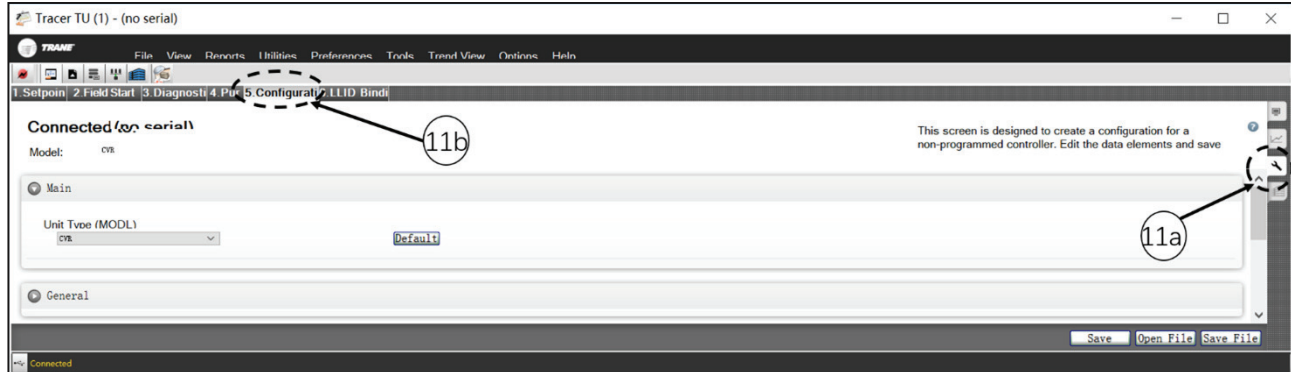 Tracer TU (1) - (no serial)
TRANE
File View Reports Utilities Preferences Tools Trend View Options Help
1.Setpoin 2.Field Start 3.Diagnosti 4.Pur 5.Configurati LLID Bindi
Connected (no serial)
This screen is designed to create a configuration for a
non-programmed controller. Edit the data elements and save
Model: CVR
11b
Main
Unit Type (MODL)
CVR Default
11a
General
Save Open File Save File
Connected